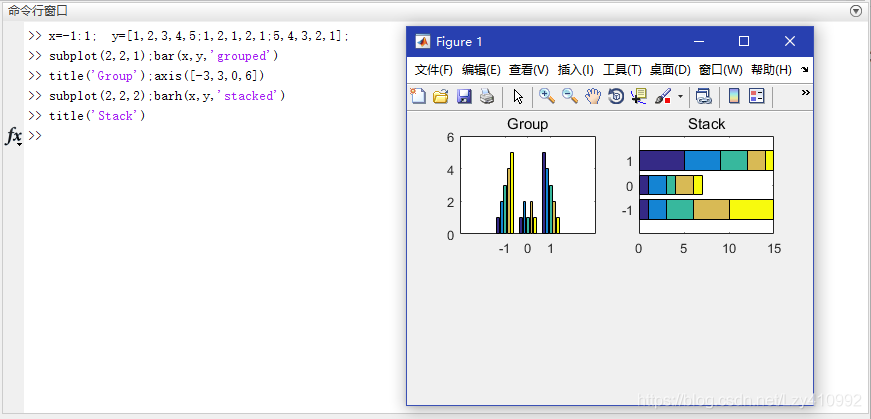 命令行窗口
>> x=-1:1;  y=[1,2,3,4,5;1,2,1,2,1;5,4,3,2,1];
>> subplot(2,2,1);bar(x,y,'grouped')
>> title('Group');axis([-3,3,0,6])
>> subplot(2,2,2);barh(x,y,'stacked')
>> title('Stack')
fx >>
Figure 1
文件(F) 编辑(E) 查看(V) 插入(I) 工具(T) 桌面(D) 窗口(W) 帮助(H)
Group
6
4
2
0
-1 0 1
Stack
1
0
-1
0 5 10 15
https://blog.csdn.net/Lzy410992